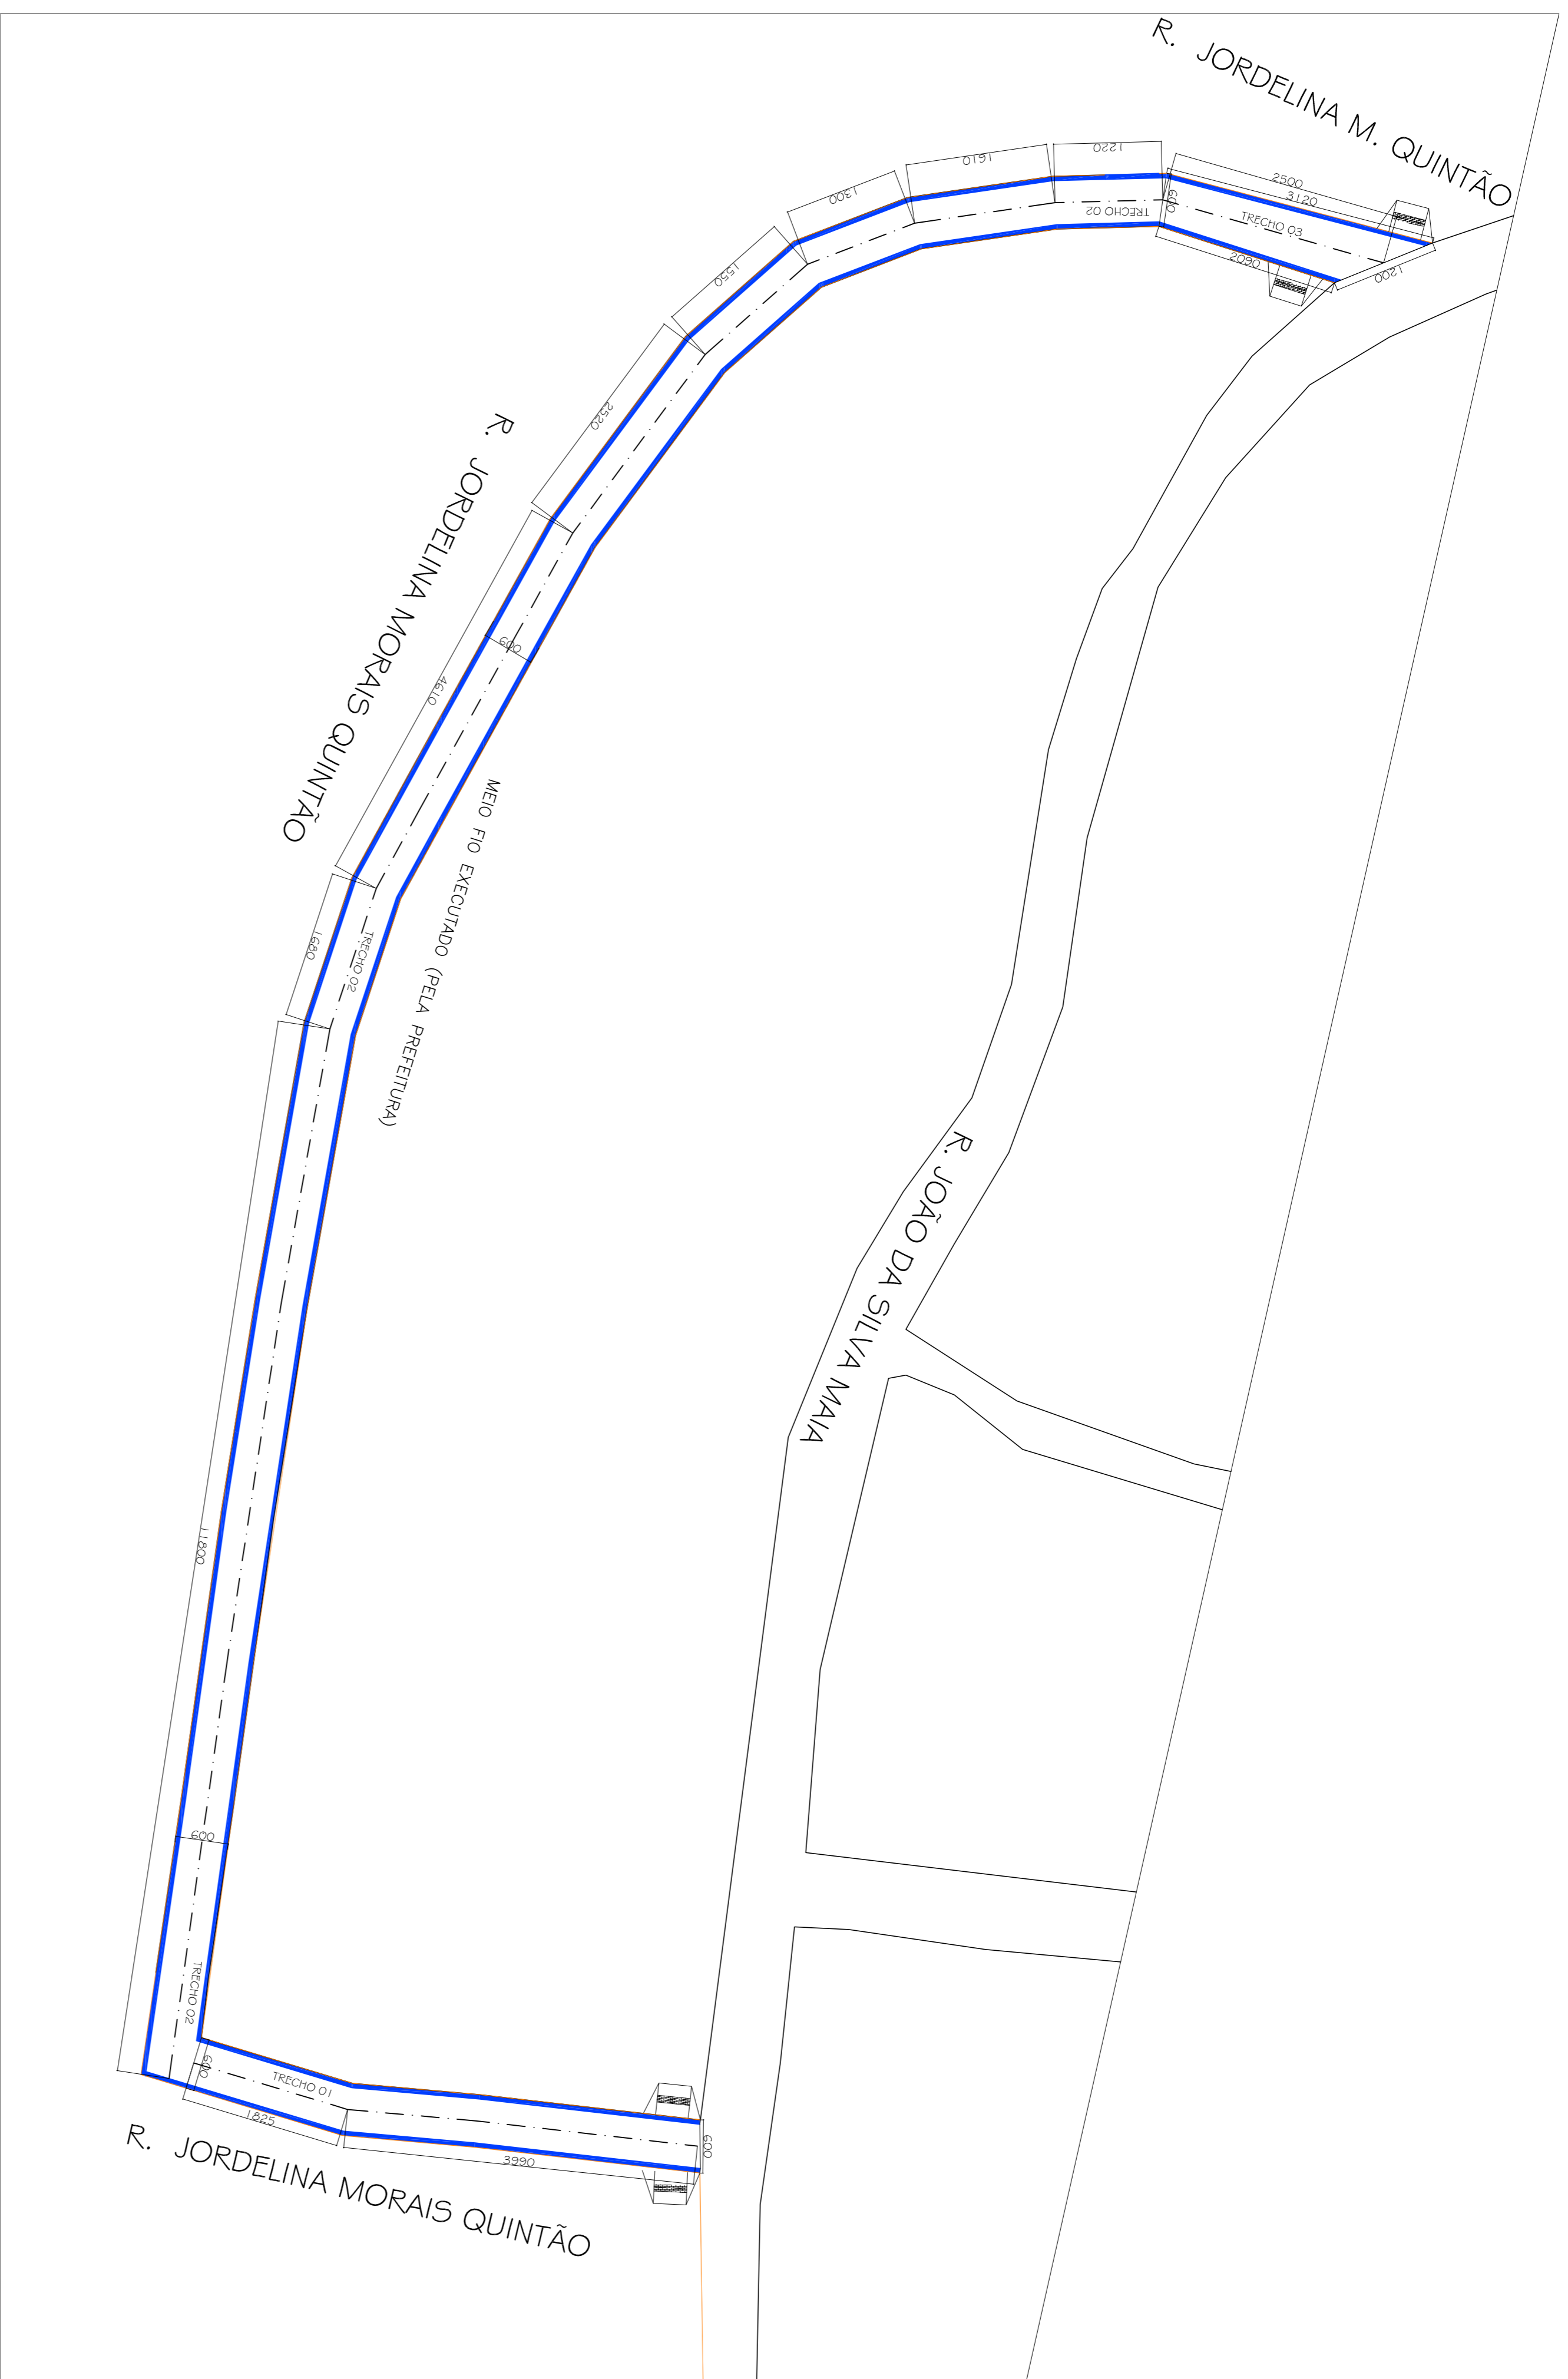 R. JORDELINA M. QUINTÃO
1220
1610
1300
1550
2520
4610
1680
11800
2500
3120
TRECHO 03
600
TRECHO 02
2090
1200
R. JORDELINA MORAIS QUINTÃO
600
MEIO FIO EXECUTADO (PELA PREFEITURA)
TRECHO 02
R. JOÃO DA SILVA MAIA
600
TRECHO 02
600
TRECHO 01
1825
3990
600
R. JORDELINA MORAIS QUINTÃO